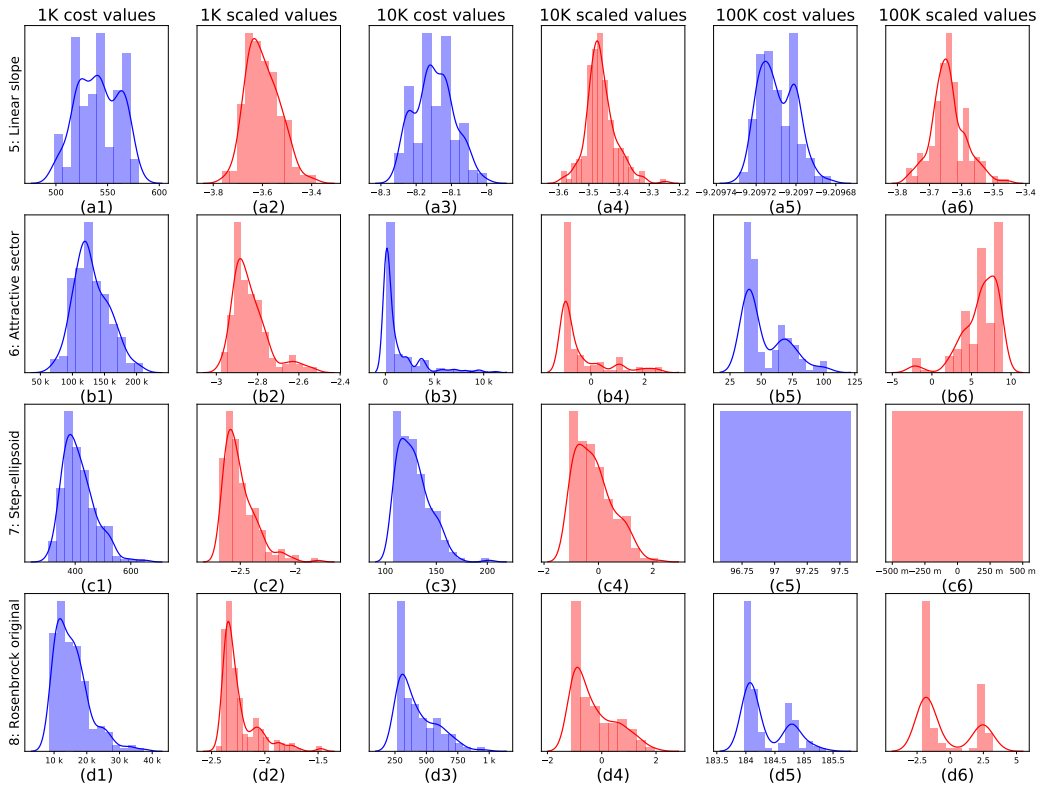 1K cost values 1K scaled values 10K cost values 10K scaled values 100K cost values 100K scaled values
5: Linear slope
500 550 600 −3.8 −3.6 −3.4 −8.3 −8.2 −8.1 −8 −3.6 −3.5 −3.4 −3.3 −3.2 −9.20974 −9.20972 −9.2097 −9.20968 −3.8 −3.7 −3.6 −3.5 −3.4
(a1) (a2) (a3) (a4) (a5) (a6)
6: Attractive sector
50 k 100 k 150 k 200 k −3 −2.8 −2.6 −2.4 0 5 k 10 k 0 1 2 25 50 75 100 125 −5 0 5 10
(b1) (b2) (b3) (b4) (b5) (b6)
7: Step-ellipsoid
400 600 −2.5 −2 100 150 200 −2 0 2 96.75 97 97.25 97.5 −500 m −250 m 0 250 m 500 m
(c1) (c2) (c3) (c4) (c5) (c6)
8: Rosenbrock original
10 k 20 k 30 k 40 k −2.5 −2 −1.5 250 500 750 1 k −2 0 2 183.5 184 184.5 185 185.5 −2.5 0 2.5 5
(d1) (d2) (d3) (d4) (d5) (d6)